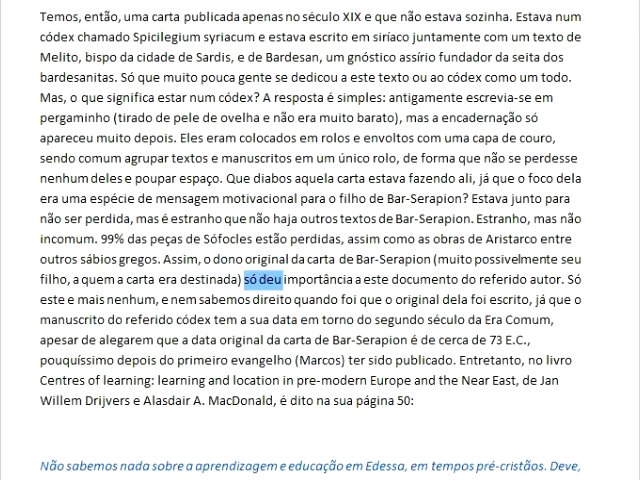 Temos, então, uma carta publicada apenas no século XIX e que não estava sozinha. Estava num
códex chamado Spicilegium syriacum e estava escrito em siríaco juntamente com um texto de
Melito, bispo da cidade de Sardis, e de Bardesan, um gnóstico assírio fundador da seita dos
bardesanitas. Só que muito pouca gente se dedicou a este texto ou ao códex como um todo.
Mas, o que significa estar num códex? A resposta é simples: antigamente escrevia-se em
pergaminho (tirado de pele de ovelha e não era muito barato), mas a encadernação só
apareceu muito depois. Eles eram colocados em rolos e envoltos com uma capa de couro,
sendo comum agrupar textos e manuscritos em um único rolo, de forma que não se perdesse
nenhum deles e poupar espaço. Que diabos aquela carta estava fazendo ali, já que o foco dela
era uma espécie de mensagem motivacional para o filho de Bar-Serapion? Estava junto para
não ser perdida, mas é estranho que não haja outros textos de Bar-Serapion. Estranho, mas não
incomum. 99% das peças de Sófocles estão perdidas, assim como as obras de Aristarco entre
outros sábios gregos. Assim, o dono original da carta de Bar-Serapion (muito possivelmente seu
filho, a quem a carta era destinada) só deu importância a este documento do referido autor. Só
este e mais nenhum, e nem sabemos direito quando foi que o original dela foi escrito, já que o
manuscrito do referido códex tem a sua data em torno do segundo século da Era Comum,
apesar de alegarem que a data original da carta de Bar-Serapion é de cerca de 73 E.C.,
pouquíssimo depois do primeiro evangelho (Marcos) ter sido publicado. Entretanto, no livro
Centres of learning: learning and location in pre-modern Europe and the Near East, de Jan
Willem Drijvers e Alasdair A. MacDonald, é dito na sua página 50:
Não sabemos nada sobre a aprendizagem e educação em Edessa, em tempos pré-cristãos. Deve,